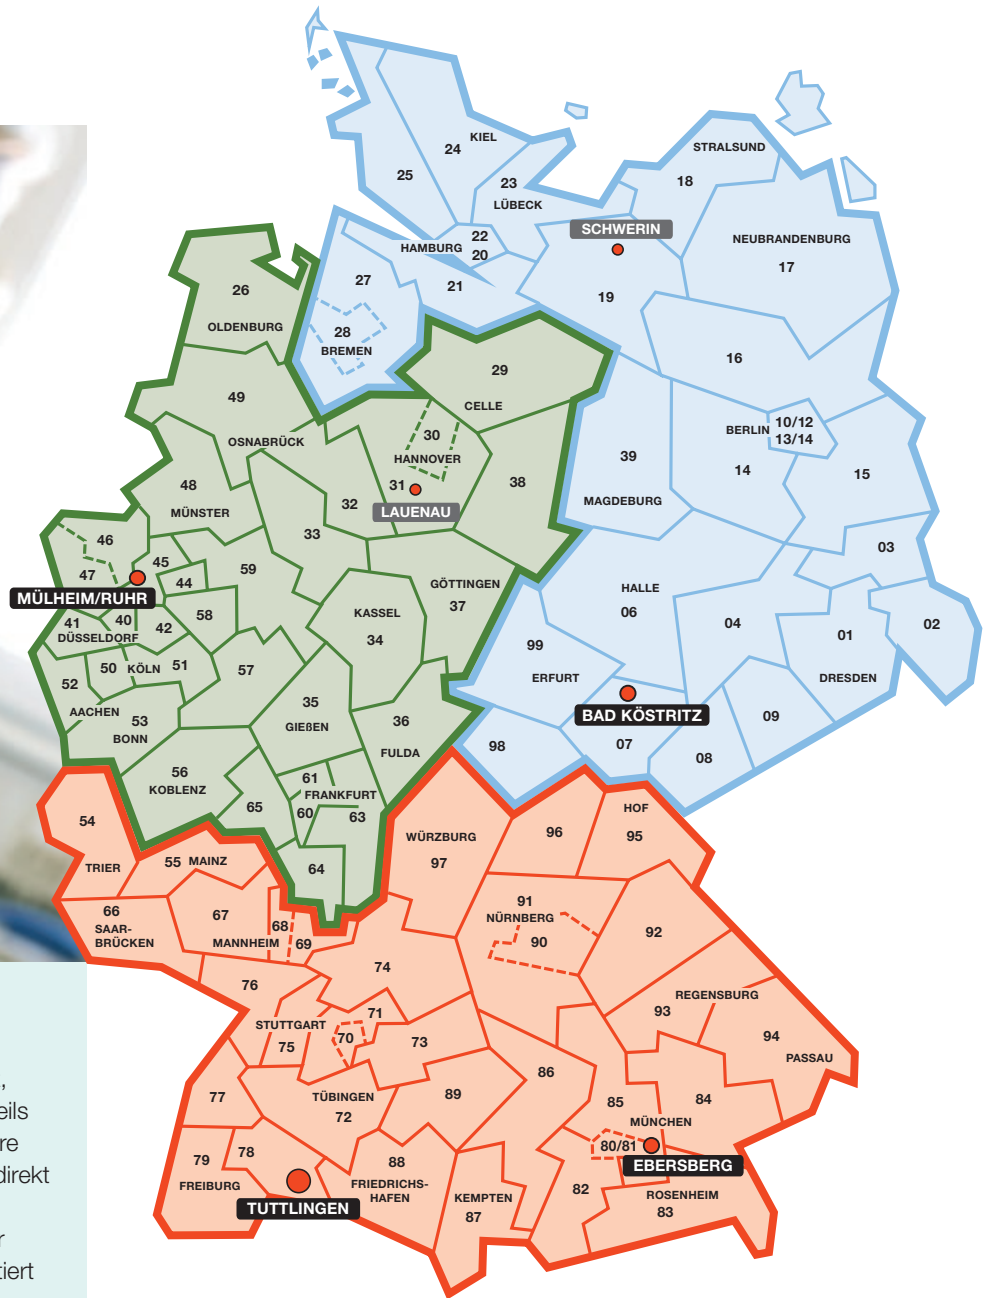 KIEL
24
25
23
LÜBECK
STRALSUND
18
SCHWERIN
NEUBRANDENBURG
17
HAMBURG
22
20
21
19
27
28
BREMEN
26
OLDENBURG
16
29
CELLE
49
OSNABRÜCK
30
HANNOVER
31
LAUENAU
38
BERLIN
10/12
13/14
14
15
39
MAGDEBURG
48
MÜNSTER
32
33
46
47
45
44
59
MÜLHEIM/RUHR
41
DÜSSELDORF
40
42
58
GÖTTINGEN
37
KASSEL
34
03
HALLE
06
04
01
02
DRESDEN
99
ERFURT
50
KÖLN
51
57
52
AACHEN
53
BONN
35
GIEßEN
36
FULDA
BAD KÖSTRITZ
98
07
08
09
56
KOBLENZ
65
61
FRANKFURT
60
63
64
54
TRIER
55 MAINZ
WÜRZBURG
97
96
HOF
95
66
SAAR-
BRÜCKEN
67
MANNHEIM
68
69
91
NÜRNBERG
90
92
74
76
STUTTGART
75
71
70
73
REGENSBURG
93
94
PASSAU
77
TÜBINGEN
72
89
86
85
84
MÜNCHEN
80/81
EBERSBERG
79
78
FREIBURG
88
FRIEDRICHS-
HAFEN
TUTTLINGEN
KEMPTEN
87
82
ROSENHEIM
83
,
eils
re
direkt
r
tiert